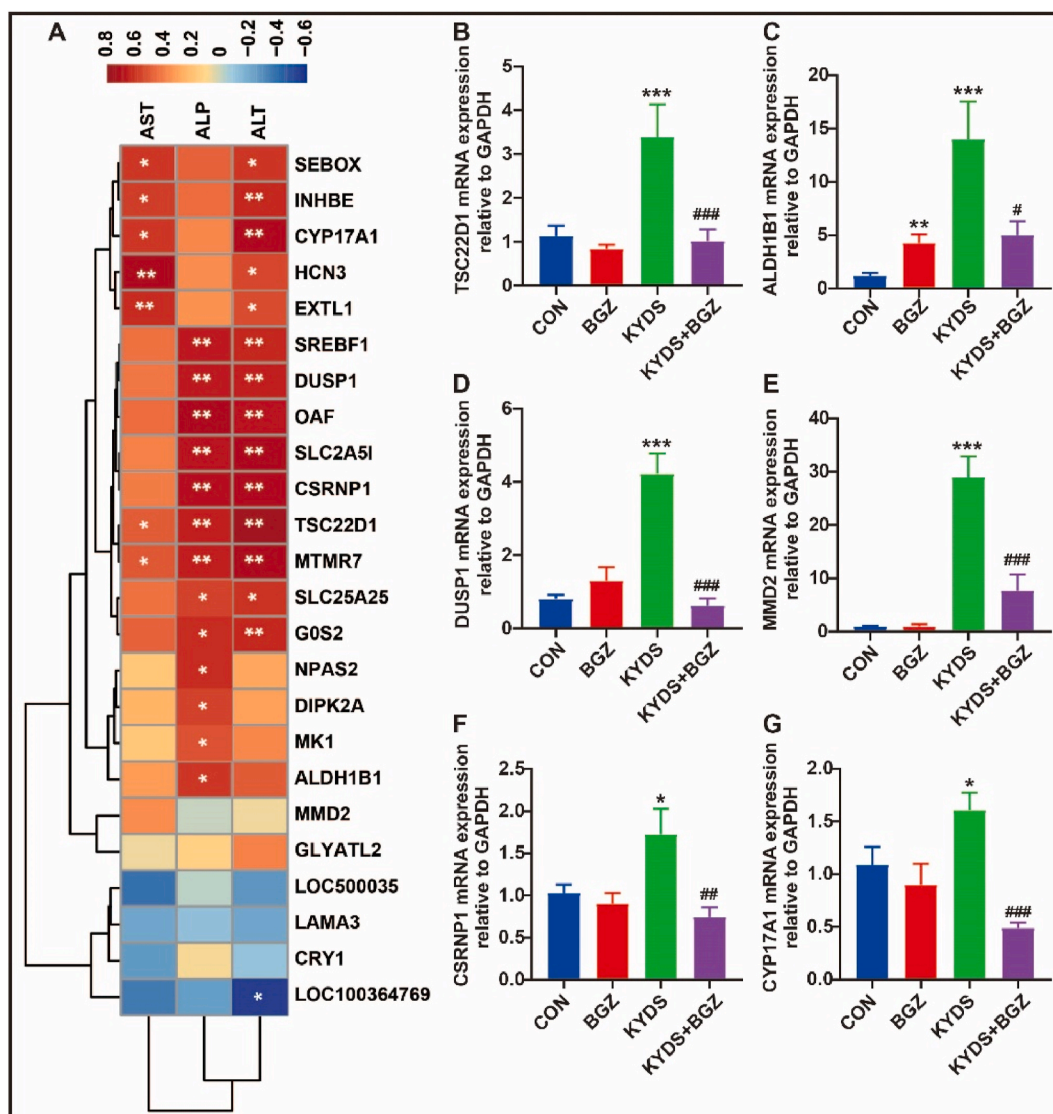 A
0.8
0.6
0.4
0.2
0
−0.2
−0.4
−0.6
AST
ALP
ALT
* * SEBOX
* ** INHBE
* ** CYP17A1
** * HCN3
** * EXTL1
** ** SREBF1
** ** DUSP1
** ** OAF
** ** SLC2A5l
** ** CSRNP1
* ** ** TSC22D1
* ** ** MTMR7
* * SLC25A25
* ** G0S2
* NPAS2
* DIPK2A
* MK1
* ALDH1B1
MMD2
GLYATL2
LOC500035
LAMA3
CRY1
* LOC100364769
B
TSC22D1 mRNA expression
relative to GAPDH
5
4
3
2
1
0
***
###
CON
BGZ
KYDS
KYDS+BGZ
C
ALDH1B1 mRNA expression
relative to GAPDH
20
15
10
5
0
**
***
#
CON
BGZ
KYDS
KYDS+BGZ
D
DUSP1 mRNA expression
relative to GAPDH
6
4
2
0
***
###
CON
BGZ
KYDS
KYDS+BGZ
E
MMD2 mRNA expression
relative to GAPDH
40
30
20
10
0
***
###
CON
BGZ
KYDS
KYDS+BGZ
F
CSRNP1 mRNA expression
relative to GAPDH
2.5
2.0
1.5
1.0
0.5
0.0
*
##
CON
BGZ
KYDS
KYDS+BGZ
G
CYP17A1 mRNA expression
relative to GAPDH
2.0
1.5
1.0
0.5
0.0
*
###
CON
BGZ
KYDS
KYDS+BGZ